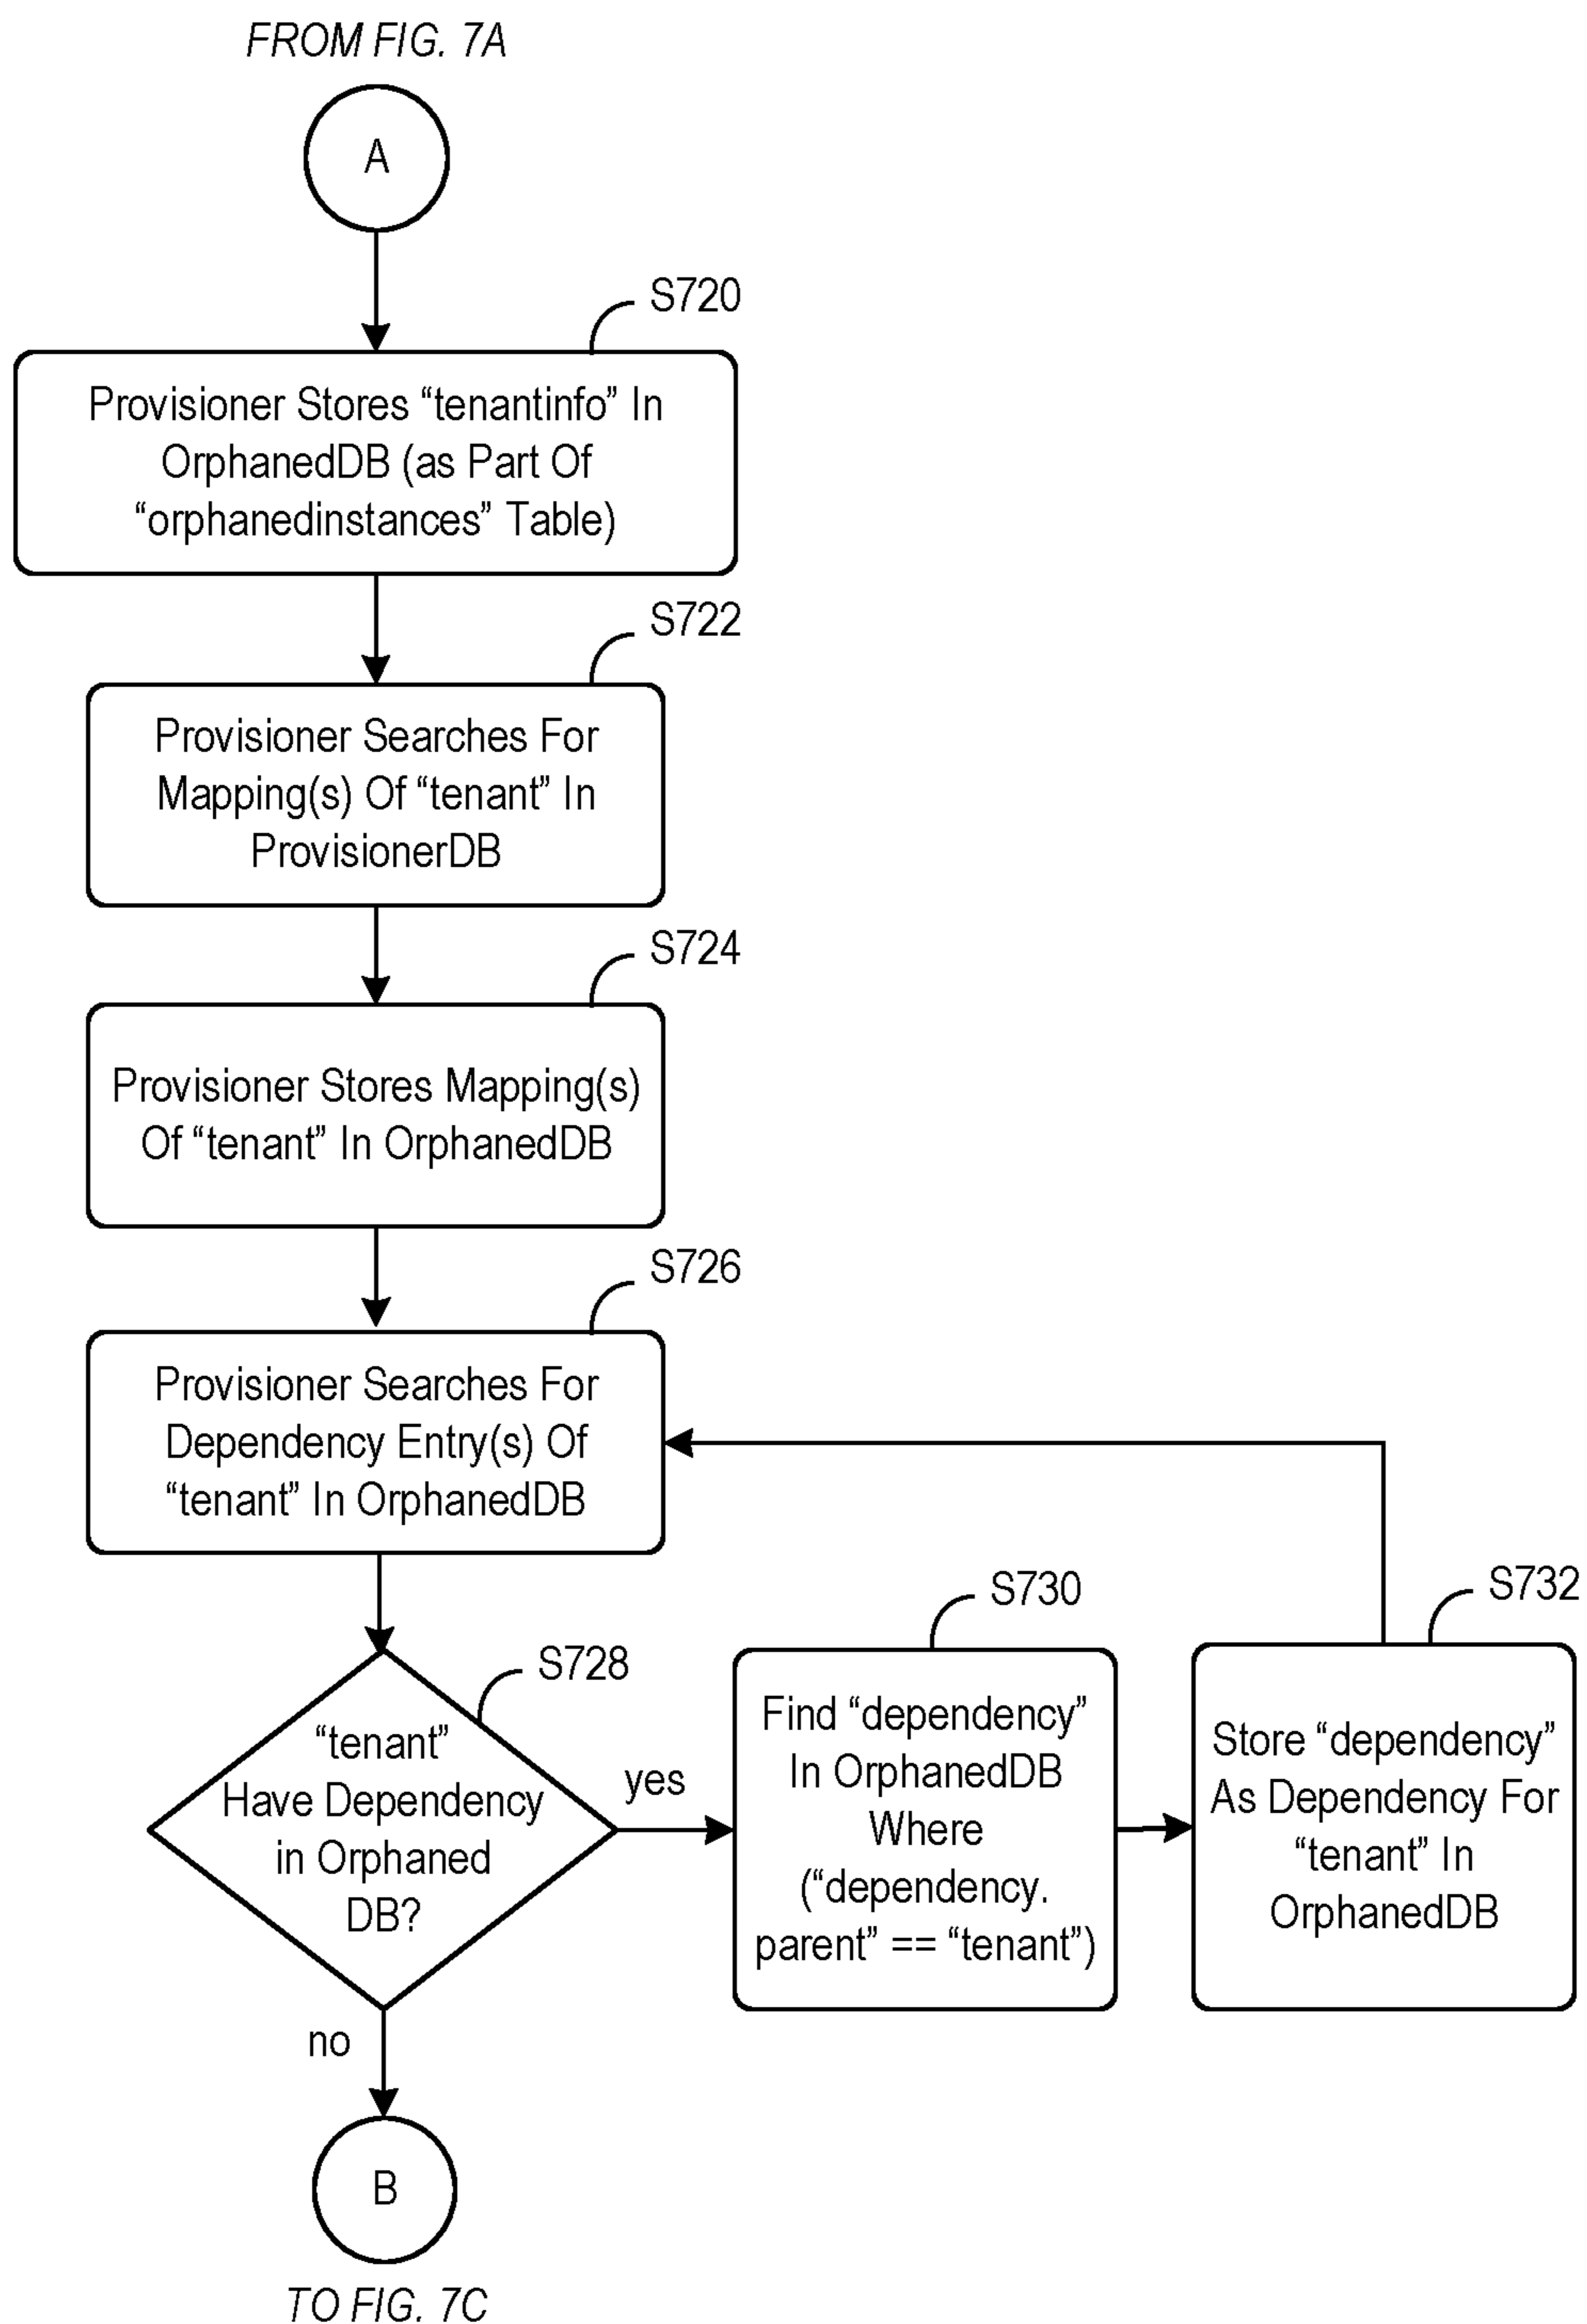 FROM FIG. 7A
A
S720
Provisioner Stores “tenantinfo” In
OrphanedDB (as Part Of
“orphanedinstances” Table)
S722
Provisioner Searches For
Mapping(s) Of “tenant” In
ProvisionerDB
S724
Provisioner Stores Mapping(s)
Of “tenant” In OrphanedDB
S726
Provisioner Searches For
Dependency Entry(s) Of
“tenant” In OrphanedDB
S728
“tenant”
Have Dependency
in Orphaned
DB?
yes
S730
Find “dependency”
In OrphanedDB
Where
(“dependency.
parent” == “tenant”)
S732
Store “dependency”
As Dependency For
“tenant” In
OrphanedDB
no
B
TO FIG. 7C